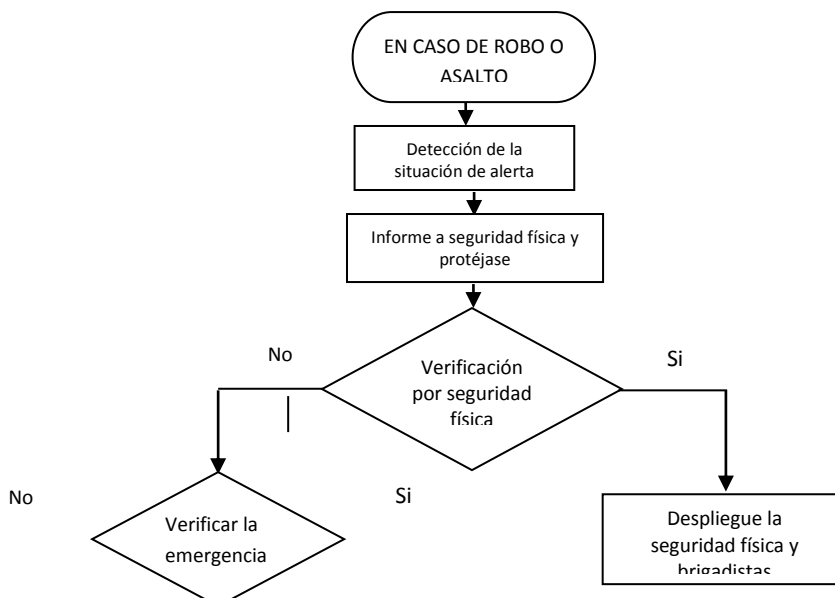 EN CASO DE ROBO O
ASALTO
Detección de la
situación de alerta
Informe a seguridad física y
protéjase
No
Verificación
por seguridad
física
Si
No
Verificar la
emergencia
Si
Despliegue la
seguridad física y
brigadistas